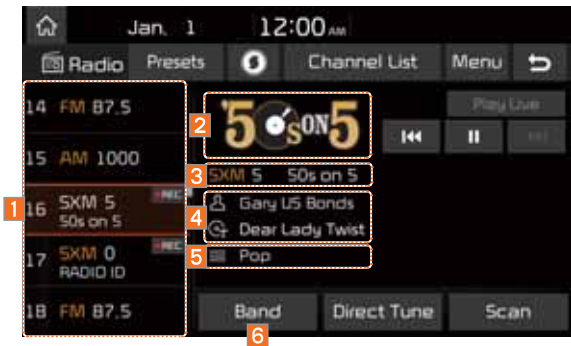 Jan. 1 12:00 AM
Radio Presets Channel List Menu
14 FM 87.5
15 AM 1000
1
16 SXM 5 REC
50s on 5
17 SXM 0 REC
RADIO ID
18 FM 87.5
2
'50's ON 5
Play Live
3
SXM 5 50s on 5
4
Gary US Bonds
Dear Lady Twist
5
Pop
Band Direct Tune Scan
6